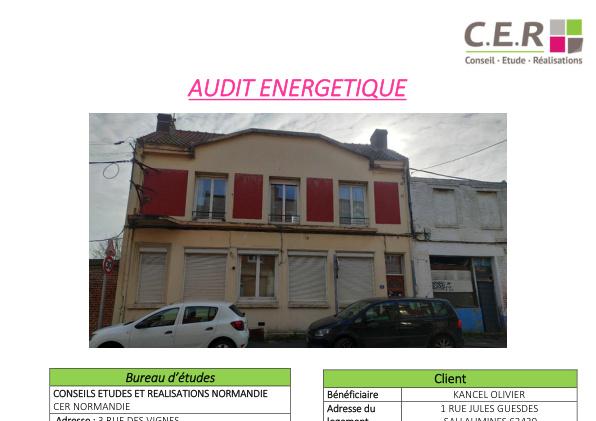 C.E.R
Conseil · Etude · Réalisations
AUDIT ENERGETIQUE
Bureau d'études
CONSEILS ETUDES ET REALISATIONS NORMANDIE
CER NORMANDIE
Adresse : 3 RUE DES VIGNES
Client
Bénéficiaire KANCEL OLIVIER
Adresse du 1 RUE JULES GUESDES
logement SALLAUMINES 62430